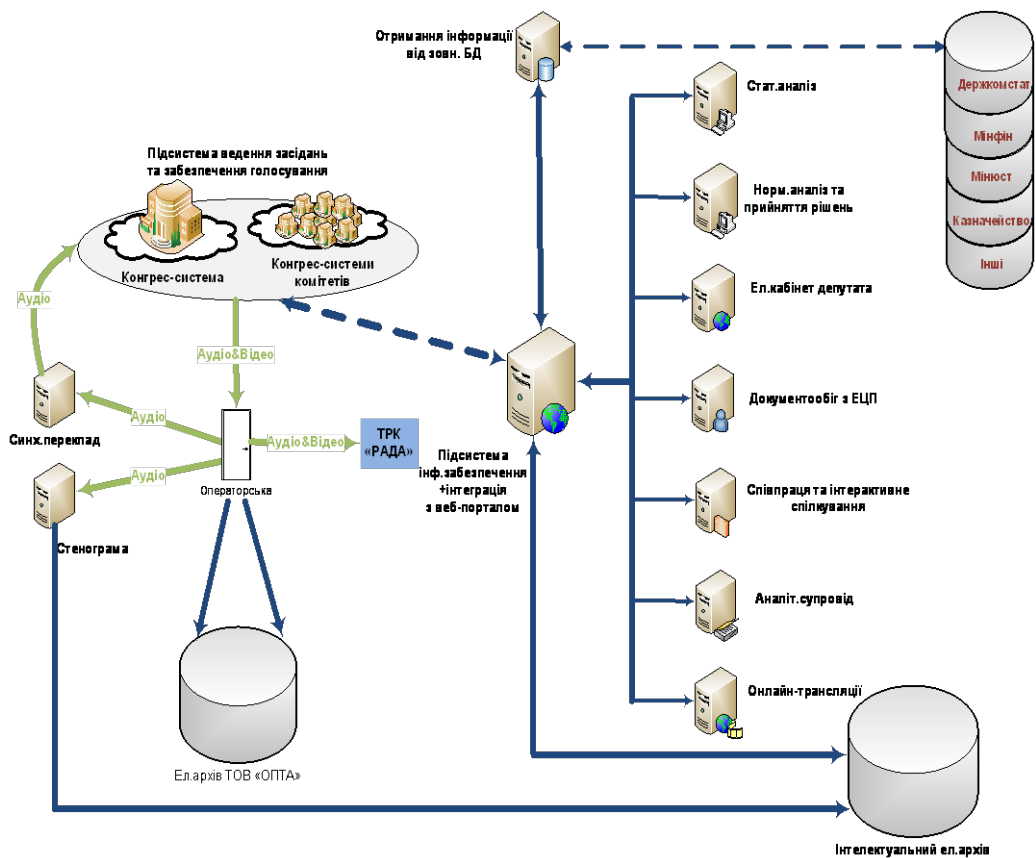 Отримання інформації
від зовн. БД
Держкомстат
Мінфін
Мінюст
Казначейство
Інші
Стат.аналіз
Норм.аналіз та
прийняття рішень
Ел.кабінет депутата
Документообіг з ЕЦП
Співпраця та інтерактивне
спілкування
Аналіт.супровід
Онлайн-трансляції
Підсистема ведення засідань
та забезпечення голосування
Конгрес-система
Конгрес-системи
комітетів
Аудіо
Аудіо&Відео
Аудіо
Синх.переклад
Аудіо&Відео
ТРК
«РАДА»
Аудіо
Операторська
Стенограма
Підсистема
інф.забезпечення
+інтеграція
з веб-порталом
Ел.архів ТОВ «ОПТА»
Інтелектуальний ел.архів